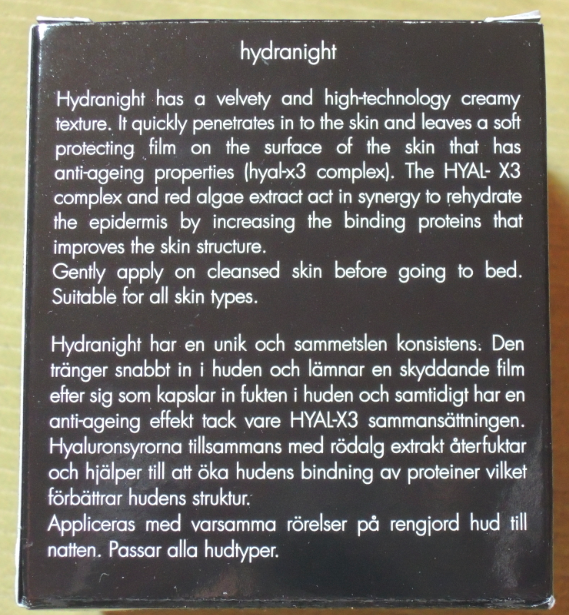 hydranight
Hydranight has a velvety and high-technology creamy
texture. It quickly penetrates in to the skin and leaves a soft
protecting film on the surface of the skin that has
anti-ageing properties (hyal-x3 complex). The HYAL- X3
complex and red algae extract act in synergy to rehydrate
the epidermis by increasing the binding proteins that
improves the skin structure.
Gently apply on cleansed skin before going to bed.
Suitable for all skin types.
Hydranight har en unik och sammetslen konsistens. Den
tränger snabbt in i huden och lämnar en skyddande film
efter sig som kapslar in fukten i huden och samtidigt har en
anti-ageing effekt tack vare HYAL-X3 sammansättningen.
Hyaluronsyrorna tillsammans med rödalg extrakt återfuktar
och hjälper till att öka hudens bindning av proteiner vilket
förbättrar hudens struktur.
Appliceras med varsamma rörelser på rengjord hud till
natten. Passar alla hudtyper.